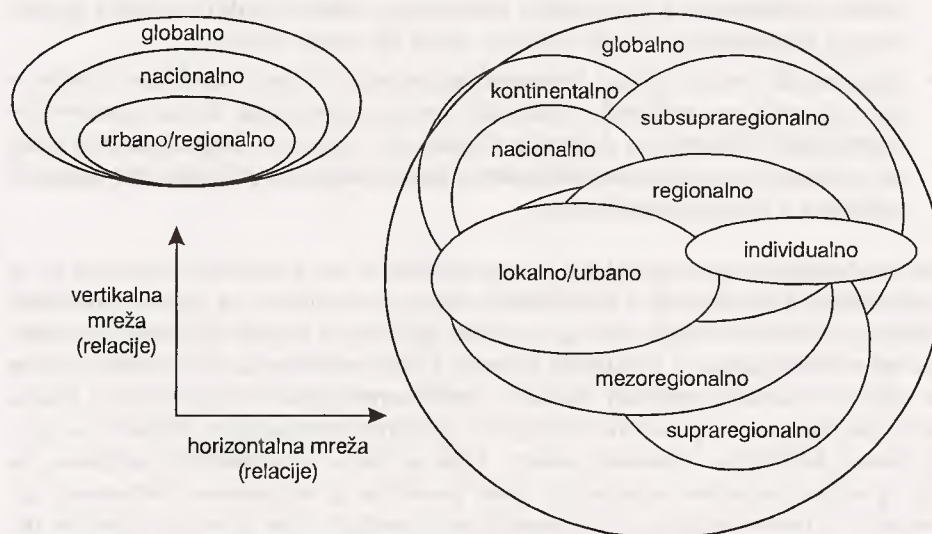 globalno
nacionalno
urbano/regionalno
vertikalna
mreža
(relacije)
horizontalna mreža
(relacije)
globalno
kontinentalno
subsupraregionalno
nacionalno
regionalno
individualno
lokalno/urbano
mezoregionalno
supraregionalno